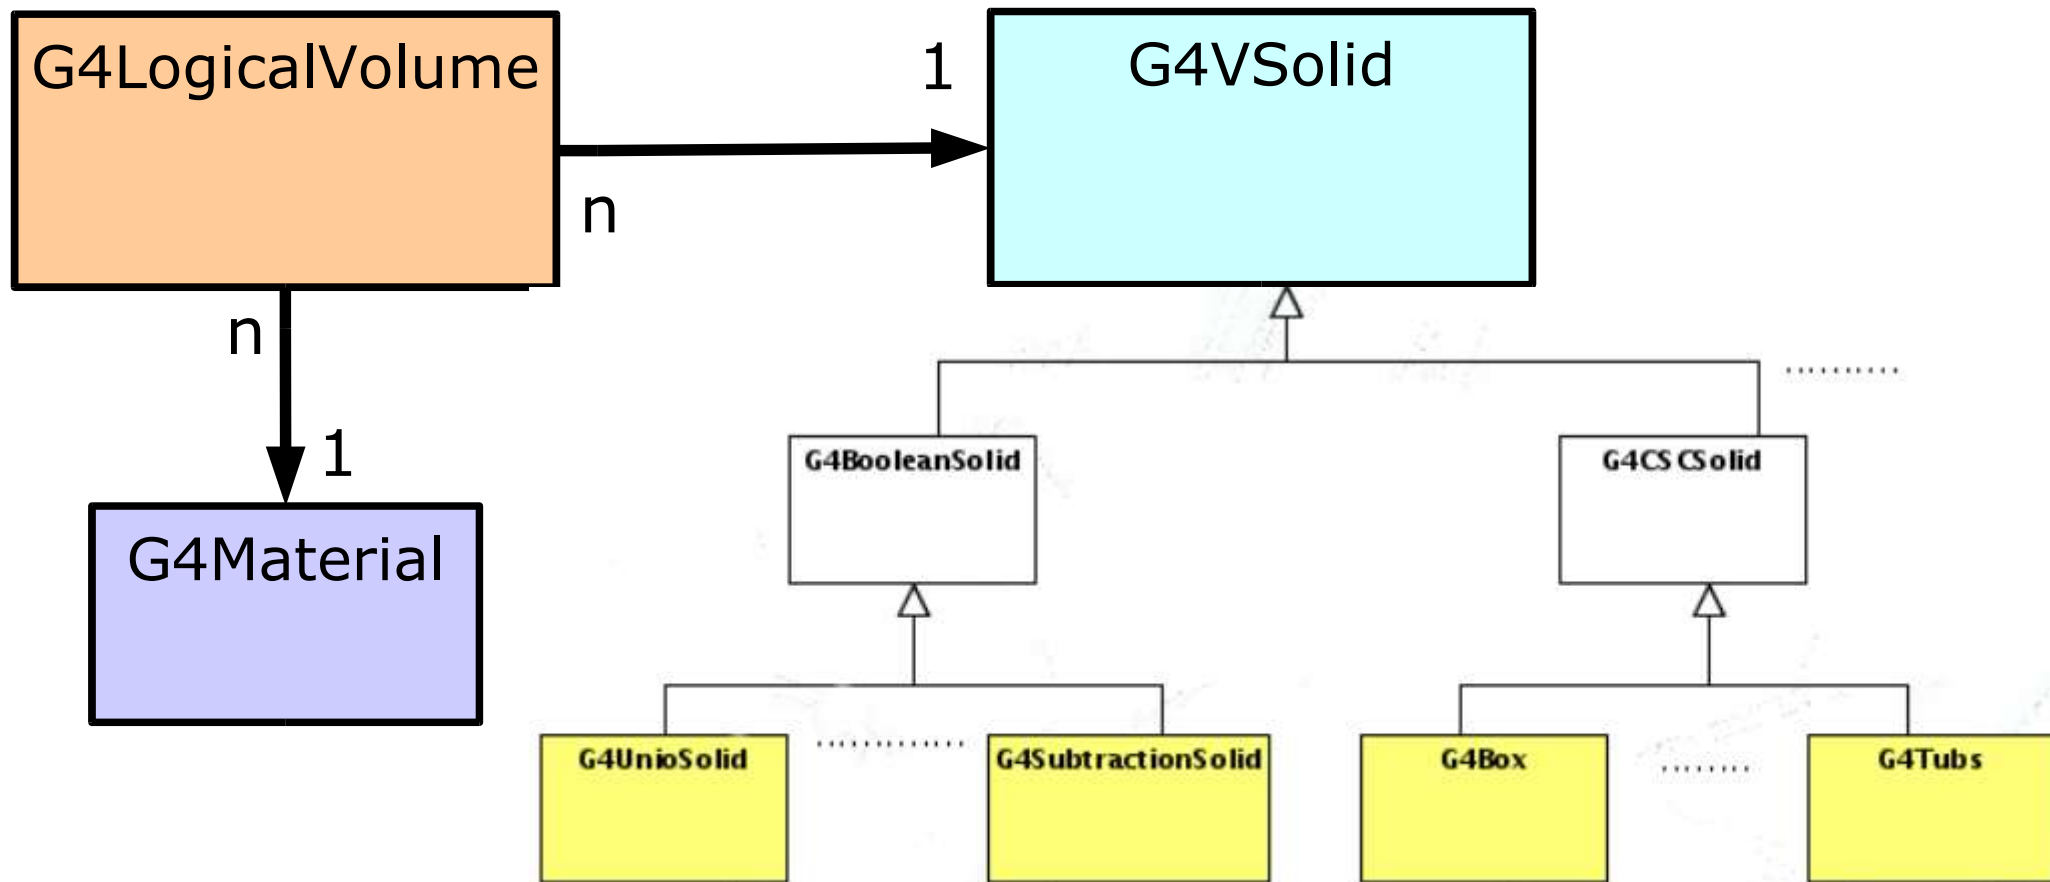 G4LogicalVolume
1
G4VSolid
n
n
1
G4Material
G4BooleanSolid
G4CSCSolid
G4UnioSolid
G4SubtractionSolid
G4Box
G4Tubs